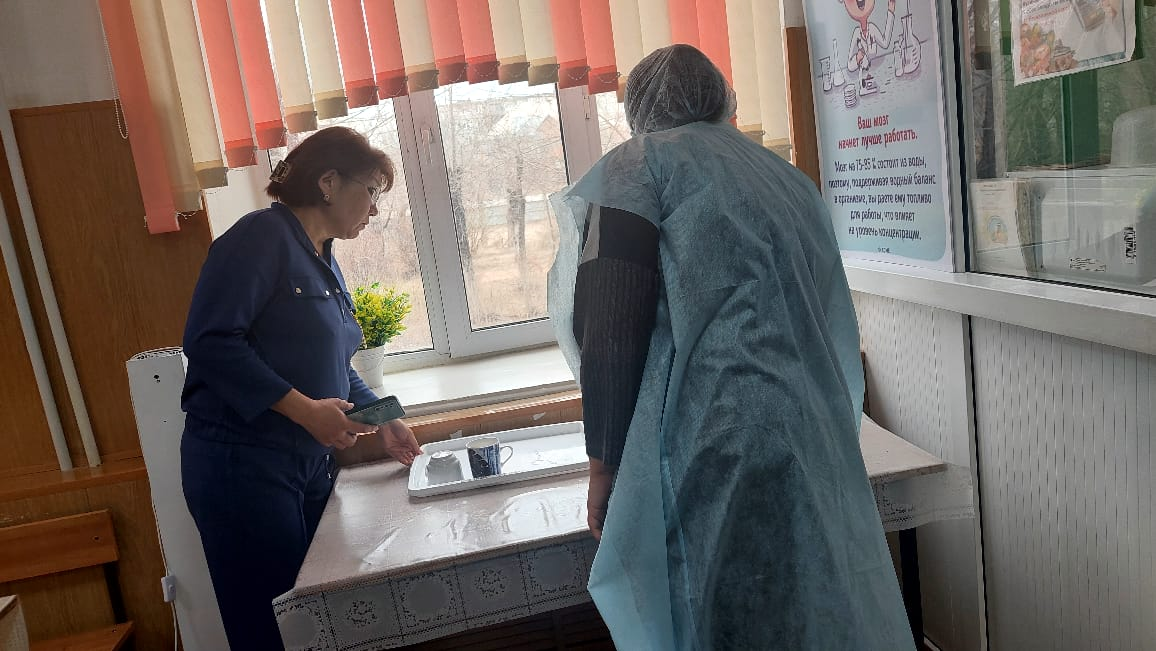 Ваш мозг
начнет лучше работать.
Мозг на 75-95 % состоит из воды,
поэтому, поддерживая водный баланс
в организме, вы даете ему топливо
для работы, что влияет
на уровень концентрации.